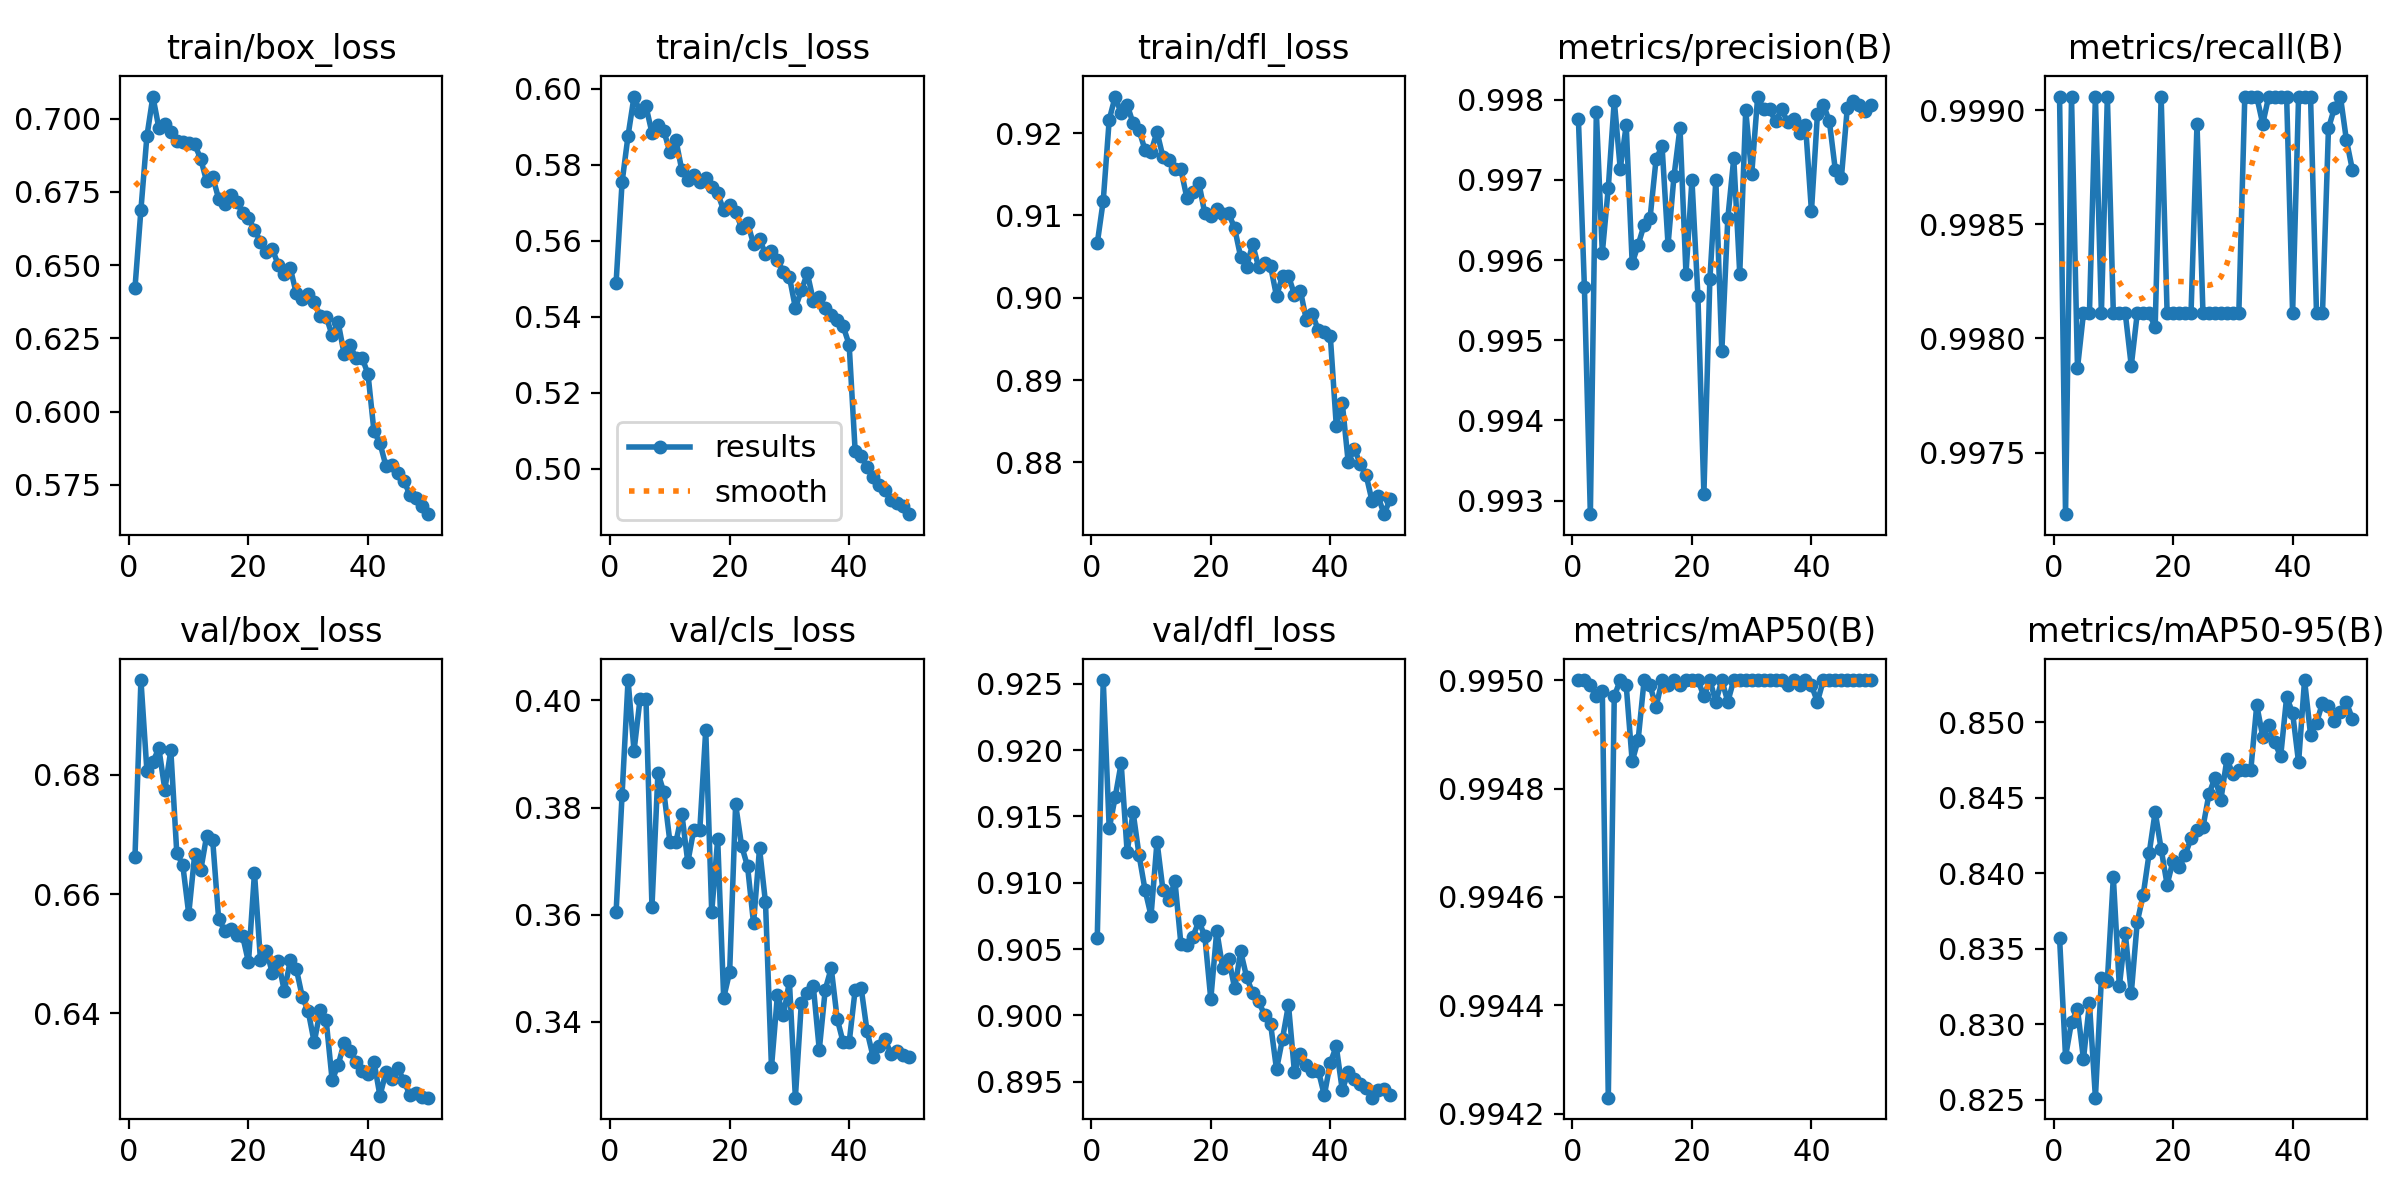 train/box_loss
0.700
0.675
0.650
0.625
0.600
0.575
0 20 40
train/cls_loss
0.60
0.58
0.56
0.54
0.52
0.50
results
smooth
0 20 40
train/dfl_loss
0.92
0.91
0.90
0.89
0.88
0 20 40
metrics/precision(B)
0.998
0.997
0.996
0.995
0.994
0.993
0 20 40
metrics/recall(B)
0.9990
0.9985
0.9980
0.9975
0 20 40
val/box_loss
0.68
0.66
0.64
0 20 40
val/cls_loss
0.40
0.38
0.36
0.34
0 20 40
val/dfl_loss
0.925
0.920
0.915
0.910
0.905
0.900
0.895
0 20 40
metrics/mAP50(B)
0.9950
0.9948
0.9946
0.9944
0.9942
0 20 40
metrics/mAP50-95(B)
0.850
0.845
0.840
0.835
0.830
0.825
0 20 40